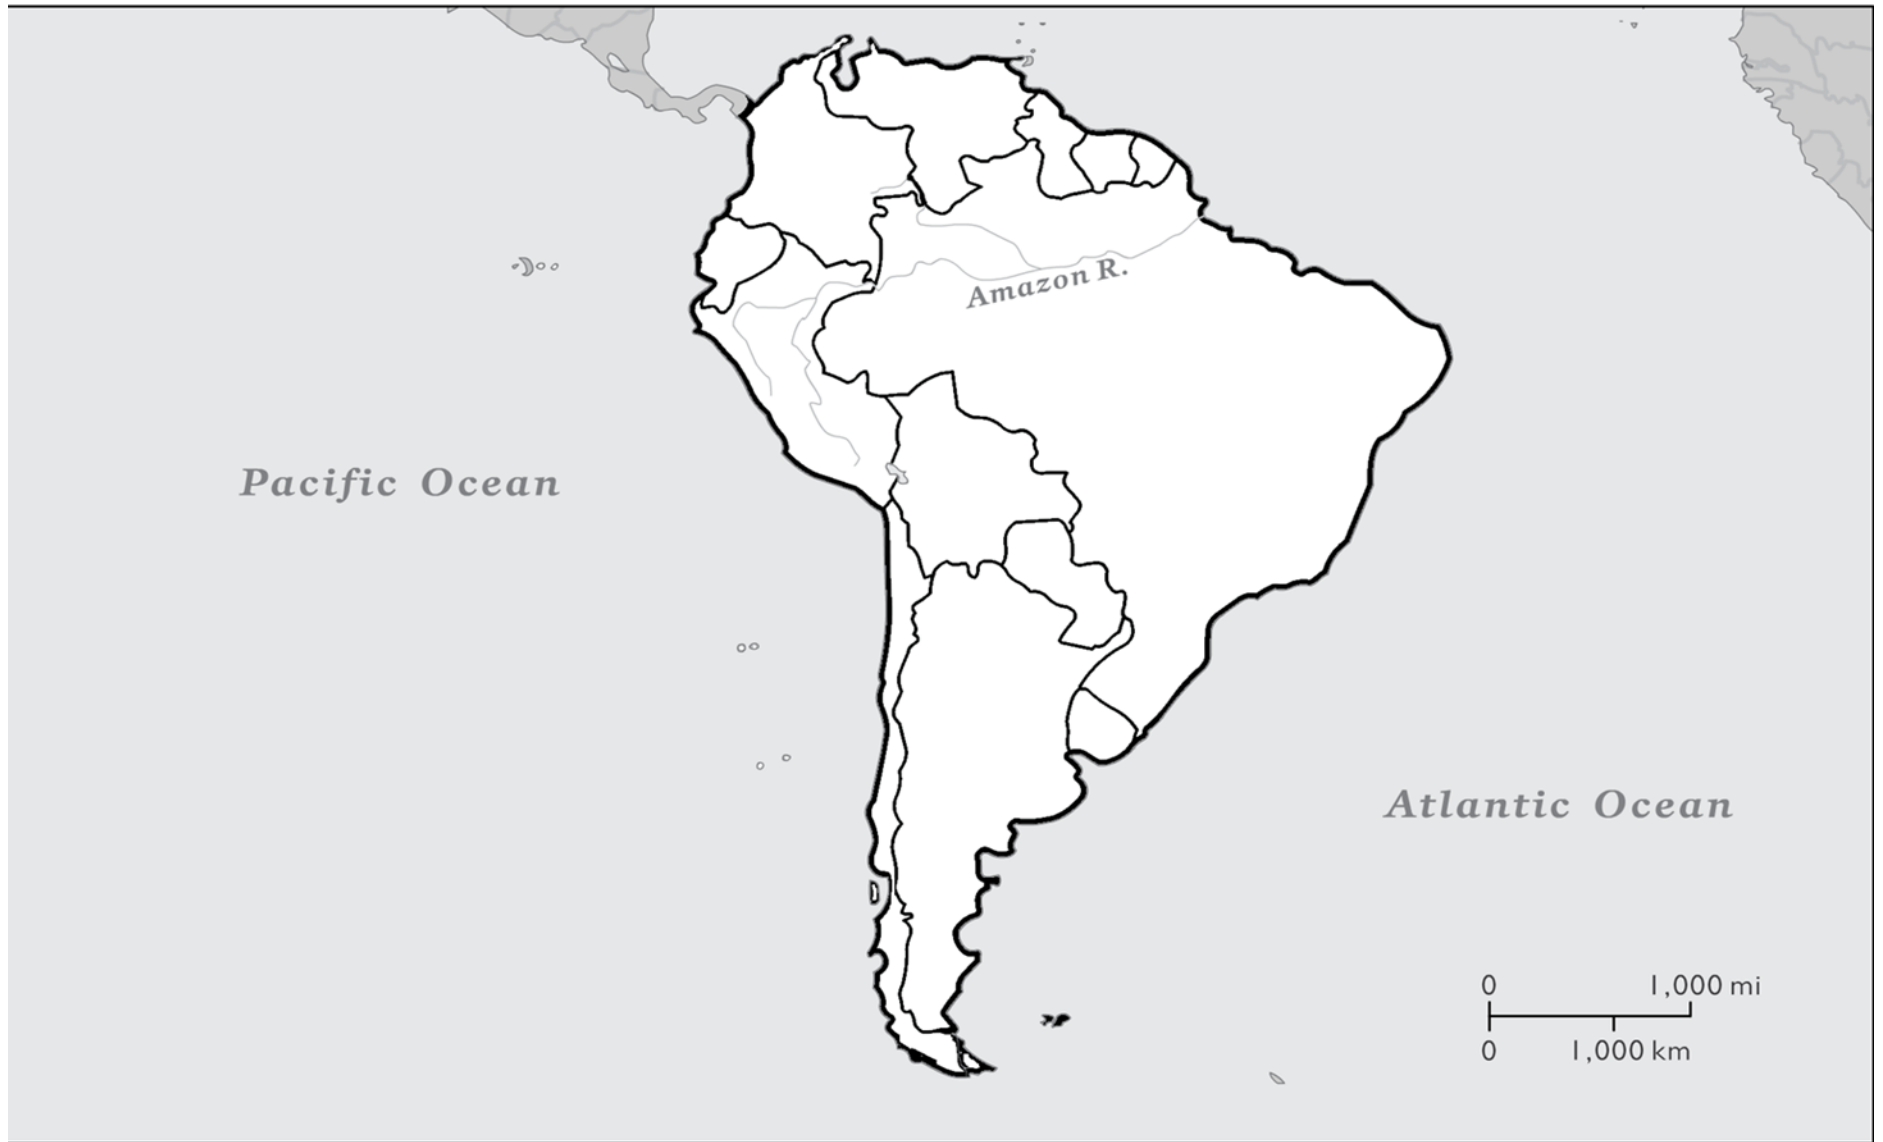 Amazon R.
Pacific Ocean
Atlantic Ocean
0 1,000 mi
0 1,000 km